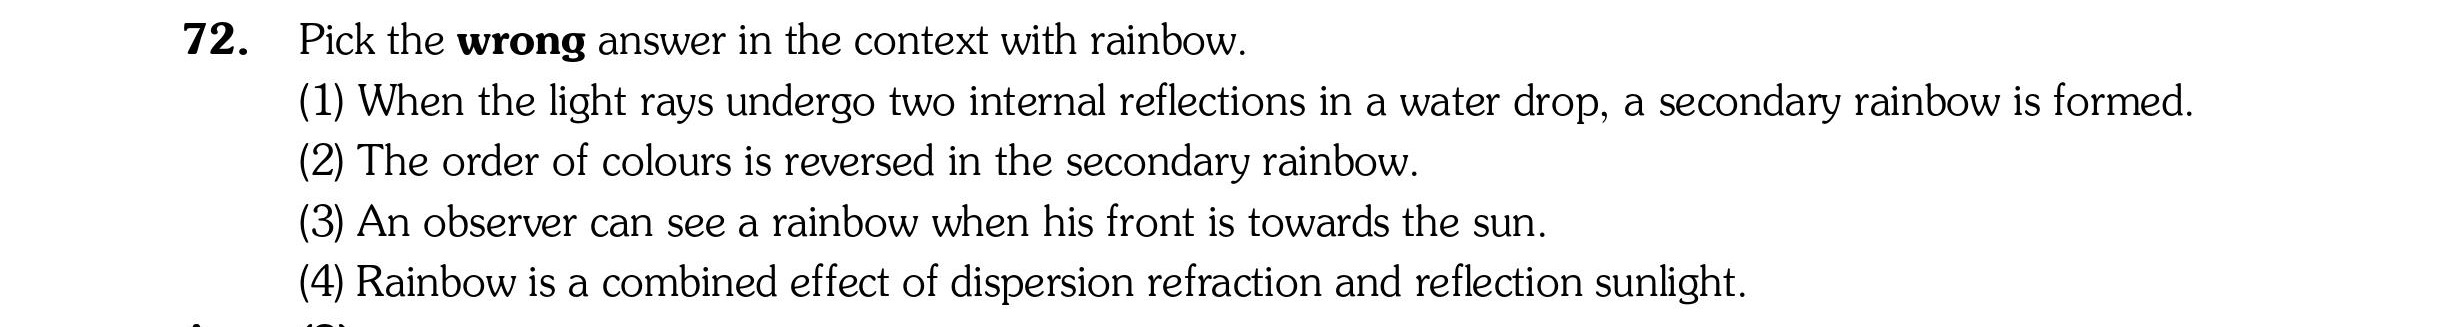 72. Pick the wrong answer in the context with rainbow.
(1) When the light rays undergo two internal reflections in a water drop, a secondary rainbow is formed.
(2) The order of colours is reversed in the secondary rainbow.
(3) An observer can see a rainbow when his front is towards the sun.
(4) Rainbow is a combined effect of dispersion refraction and reflection sunlight.